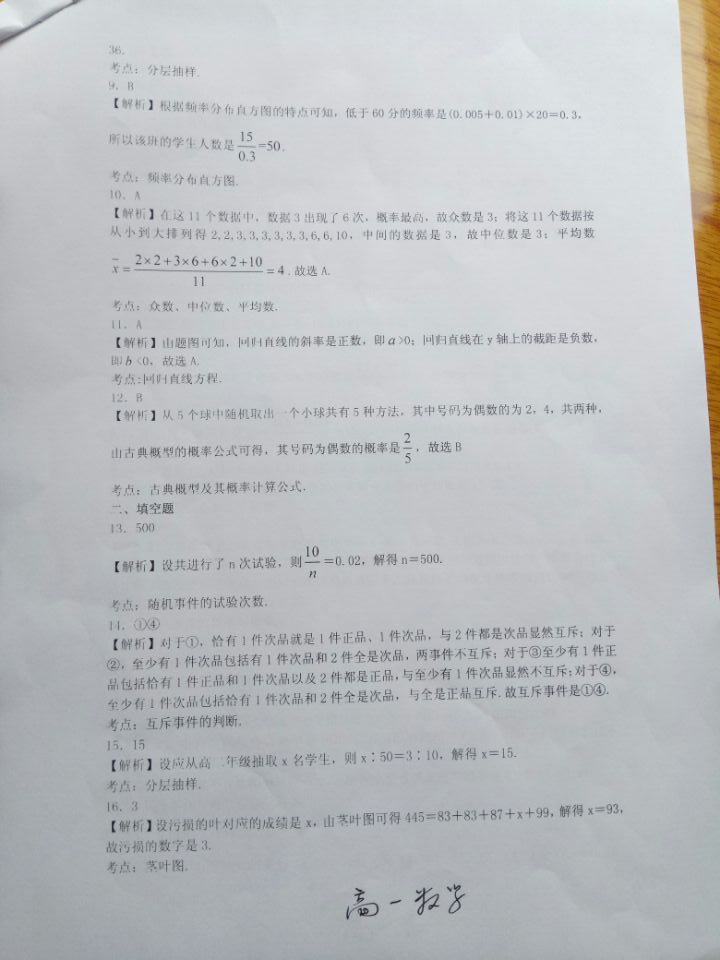 36.
考点：分层抽样.
9. B
【解析】根据频率分布直方图的特点可知，低于60分的频率是(0.005+0.01)×20=0.3，
所以该班的学生人数是15/0.3=50.
考点：频率分布直方图.
10. A
【解析】在这11个数据中，数据3出现了6次，概率最高，故众数是3；将这11个数据按
从小到大排列得2,2,3,3,3,3,3,3,6,6,10，中间的数据是3，故中位数是3；平均数
x̄=(2×2+3×6+6×2+10)/11=4.故选A.
考点：众数、中位数、平均数.
11. A
【解析】由题图可知，回归直线的斜率是正数，即a>0；回归直线在y轴上的截距是负数，
即b<0，故选A.
考点:回归直线方程.
12. B
【解析】从5个球中随机取出一个小球共有5种方法，其中号码为偶数的为2，4，共两种，
由古典概型的概率公式可得，其号码为偶数的概率是2/5，故选B
考点：古典概型及其概率计算公式.
二、填空题
13. 500
【解析】设共进行了n次试验，则10/n=0.02，解得n=500.
考点：随机事件的试验次数.
14. ①④
【解析】对于①，恰有1件次品就是1件正品、1件次品，与2件都是次品显然互斥；对于
②，至少有1件次品包括有1件次品和2件全是次品，两事件不互斥；对于③至少有1件正
品包括恰有1件正品和1件次品以及2件都是正品，与至少有1件次品显然不互斥；对于④，
至少有1件次品包括恰有1件次品和2件全是次品，与全是正品互斥.故互斥事件是①④.
考点：互斥事件的判断.
15. 15
【解析】设应从高二年级抽取x名学生，则x∶50=3∶10，解得x=15.
考点：分层抽样.
16. 3
【解析】设污损的叶对应的成绩是x，由茎叶图可得445=83+83+87+x+99，解得x=93，
故污损的数字是3.
考点：茎叶图.
高一数学